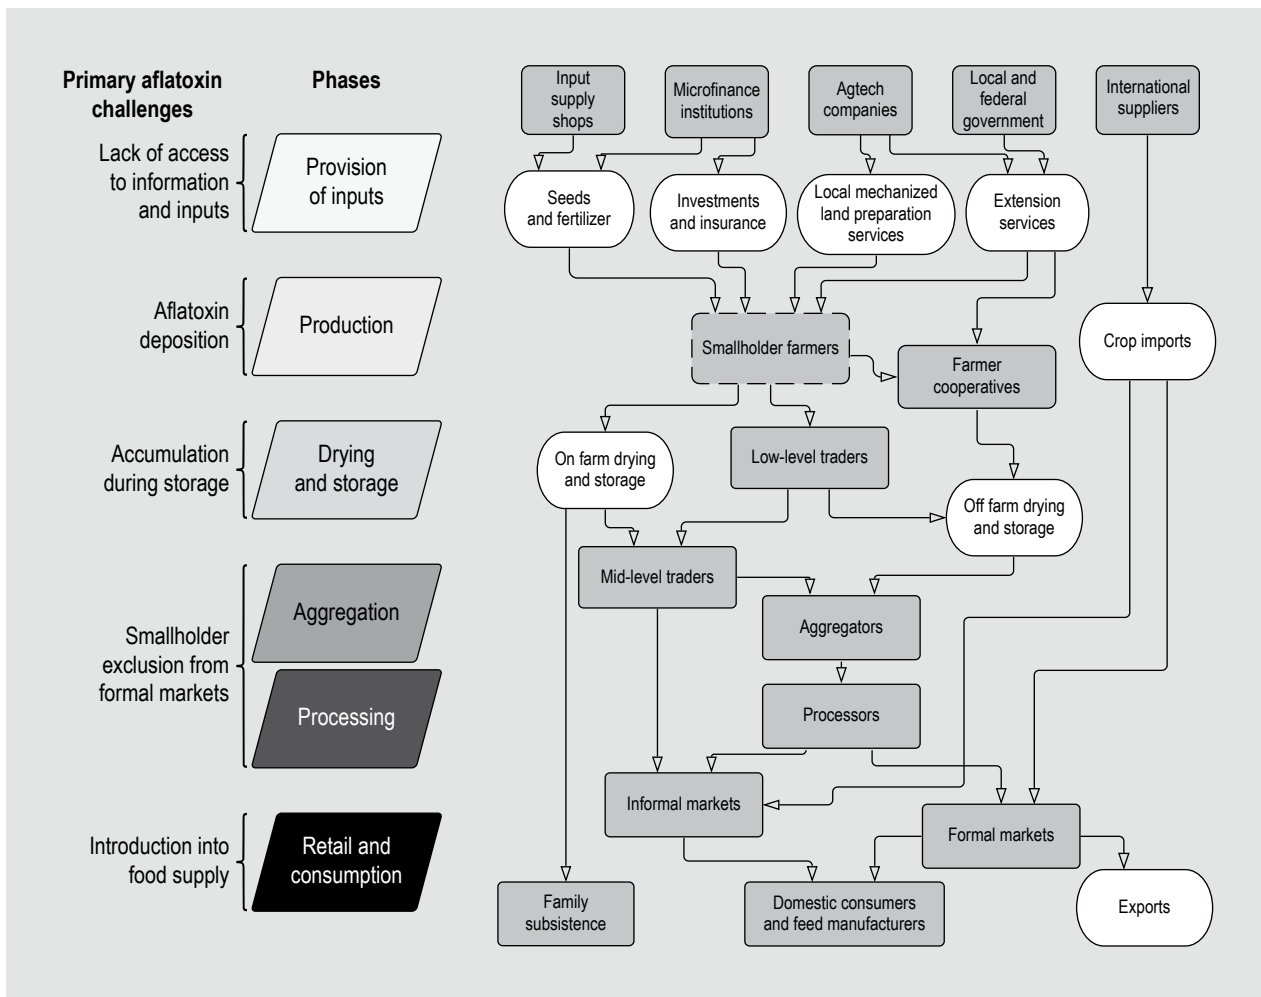 Primary aflatoxin
challenges
Phases
Lack of access
to information
and inputs
Provision
of inputs
Aflatoxin
deposition
Production
Accumulation
during storage
Drying
and storage
Smallholder
exclusion from
formal markets
Aggregation
Processing
Introduction into
food supply
Retail and
consumption
Input
supply
shops
Microfinance
institutions
Agtech
companies
Local and
federal
government
International
suppliers
Seeds
and fertilizer
Investments
and insurance
Local mechanized
land preparation
services
Extension
services
Smallholder farmers
Farmer
cooperatives
Crop imports
On farm drying
and storage
Low-level traders
Off farm drying
and storage
Mid-level traders
Aggregators
Processors
Informal markets
Formal markets
Family
subsistence
Domestic consumers
and feed manufacturers
Exports